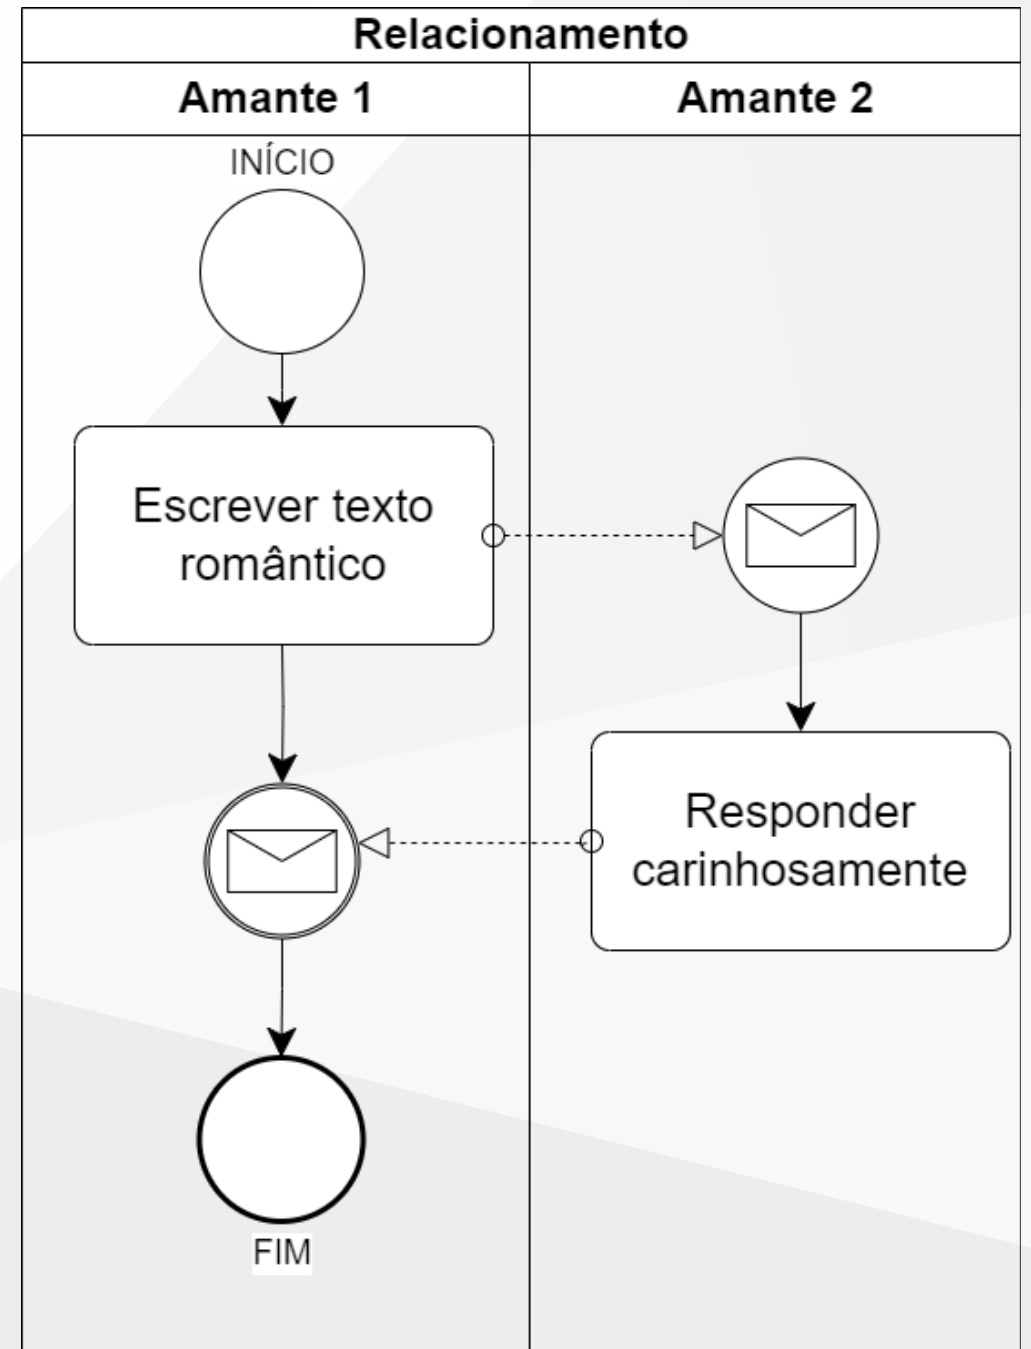 Relacionamento
Amante 1
Amante 2
INÍCIO
Escrever texto
romântico
Responder
carinhosamente
FIM